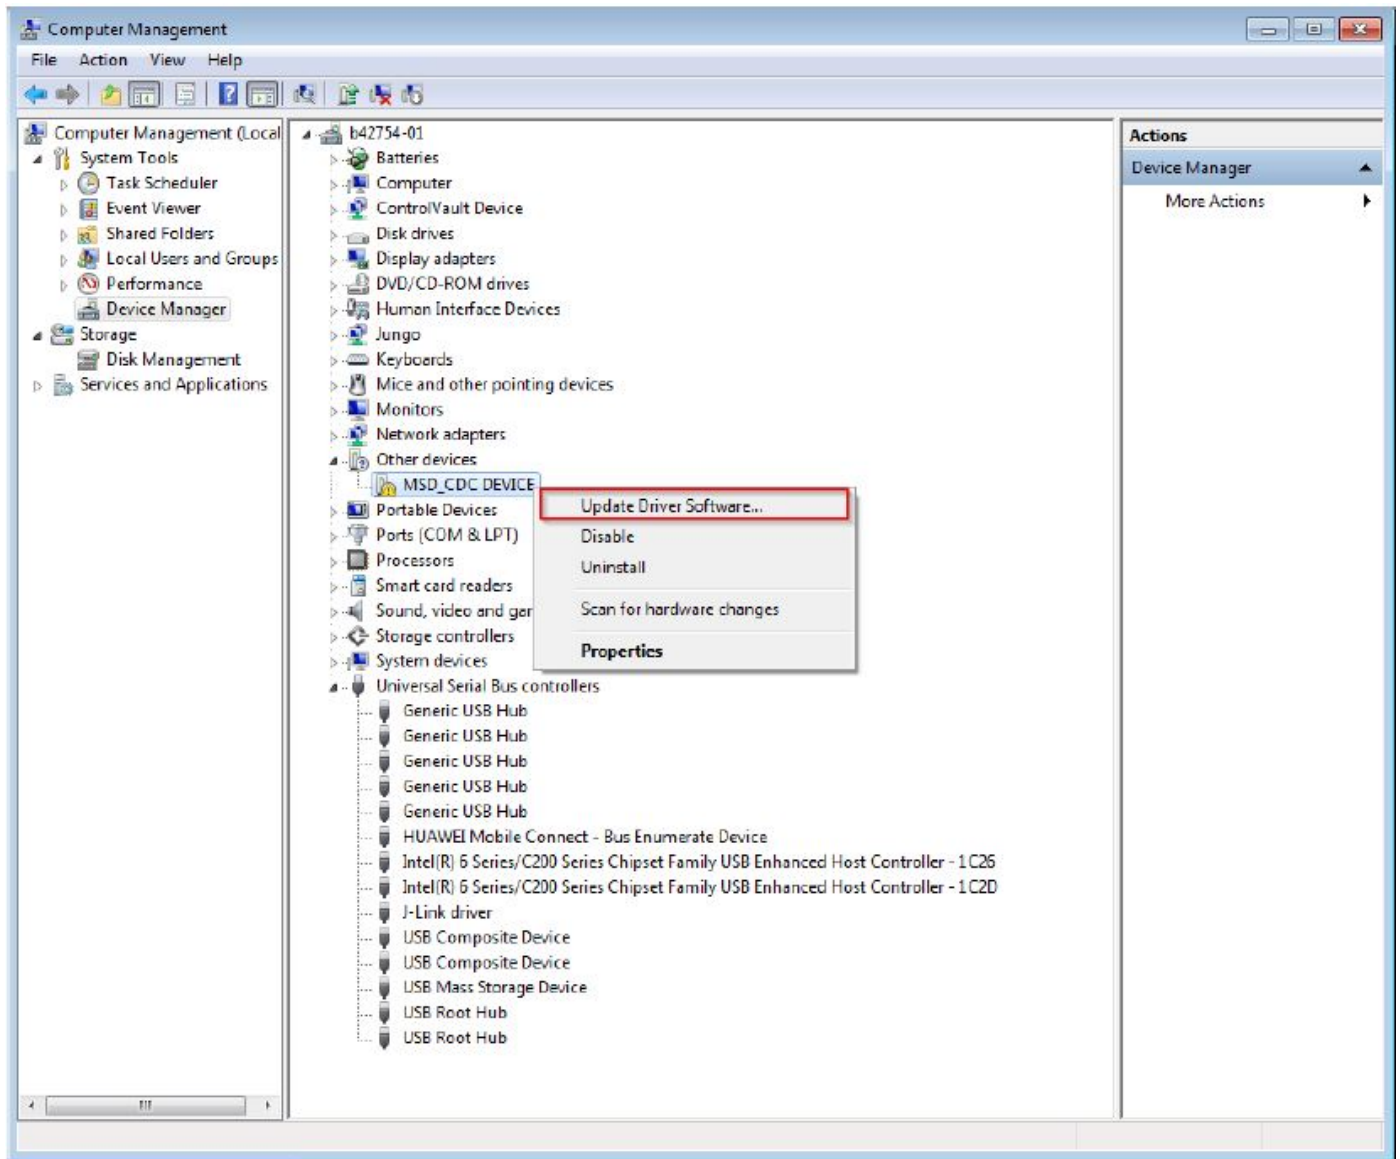 Computer Management
File Action View Help
Computer Management (Local
System Tools
Task Scheduler
Event Viewer
Shared Folders
Local Users and Groups
Performance
Device Manager
Storage
Disk Management
Services and Applications
b42754-01
Batteries
Computer
ControlVault Device
Disk drives
Display adapters
DVD/CD-ROM drives
Human Interface Devices
Jungo
Keyboards
Mice and other pointing devices
Monitors
Network adapters
Other devices
MSD_CDC DEVICE
Portable Devices
Ports (COM & LPT)
Processors
Smart card readers
Sound, video and gar
Storage controllers
System devices
Universal Serial Bus controllers
Generic USB Hub
Generic USB Hub
Generic USB Hub
Generic USB Hub
Generic USB Hub
HUAWEI Mobile Connect - Bus Enumerate Device
Intel(R) 6 Series/C200 Series Chipset Family USB Enhanced Host Controller - 1C26
Intel(R) 6 Series/C200 Series Chipset Family USB Enhanced Host Controller - 1C2D
J-Link driver
USB Composite Device
USB Composite Device
USB Mass Storage Device
USB Root Hub
USB Root Hub
Update Driver Software...
Disable
Uninstall
Scan for hardware changes
Properties
Actions
Device Manager
More Actions